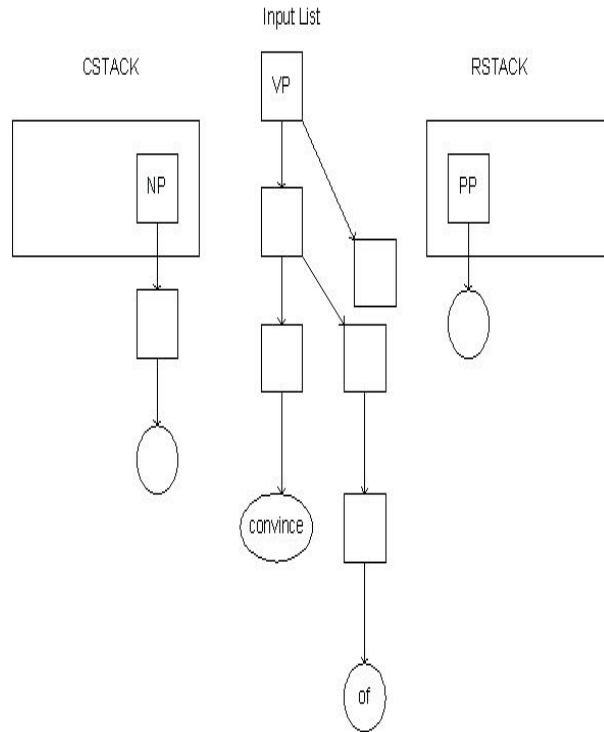 Input List
CSTACK
VP
RSTACK
NP
PP
convince
of